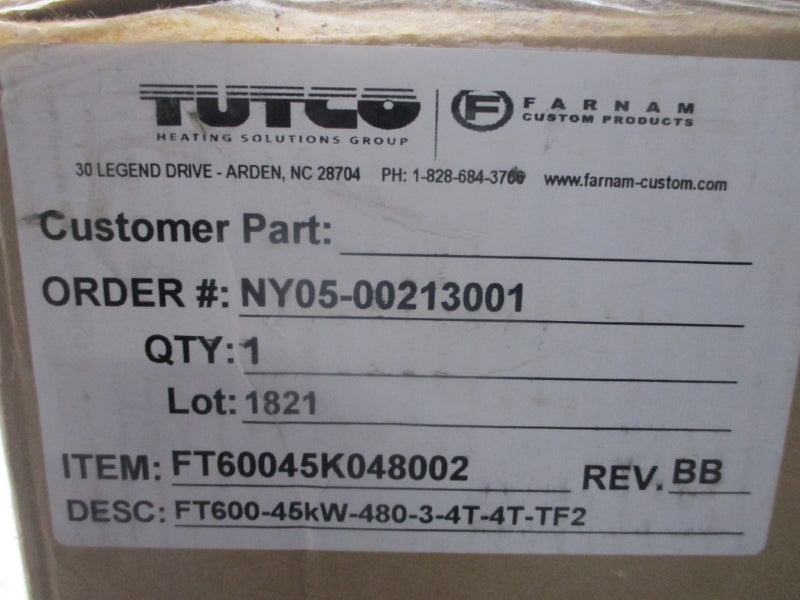 TUTCO
HEATING SOLUTIONS GROUP
F FARNAM
CUSTOM PRODUCTS
30 LEGEND DRIVE - ARDEN, NC 28704 PH: 1-828-684-3766 www.farnam-custom.com
Customer Part:
ORDER #: NY05-00213001
QTY: 1
Lot: 1821
ITEM: FT60045K048002 REV. BB
DESC: FT600-45kW-480-3-4T-4T-TF2